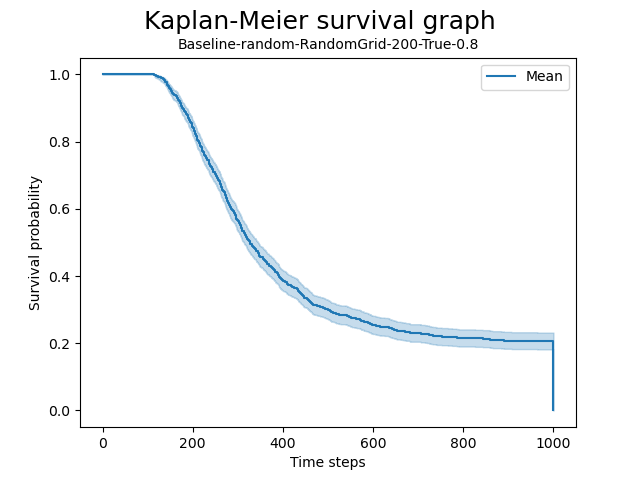 Kaplan-Meier survival graph
Baseline-random-RandomGrid-200-True-0.8
Mean
Survival probability
1.0
0.8
0.6
0.4
0.2
0.0
0 200 400 600 800 1000
Time steps